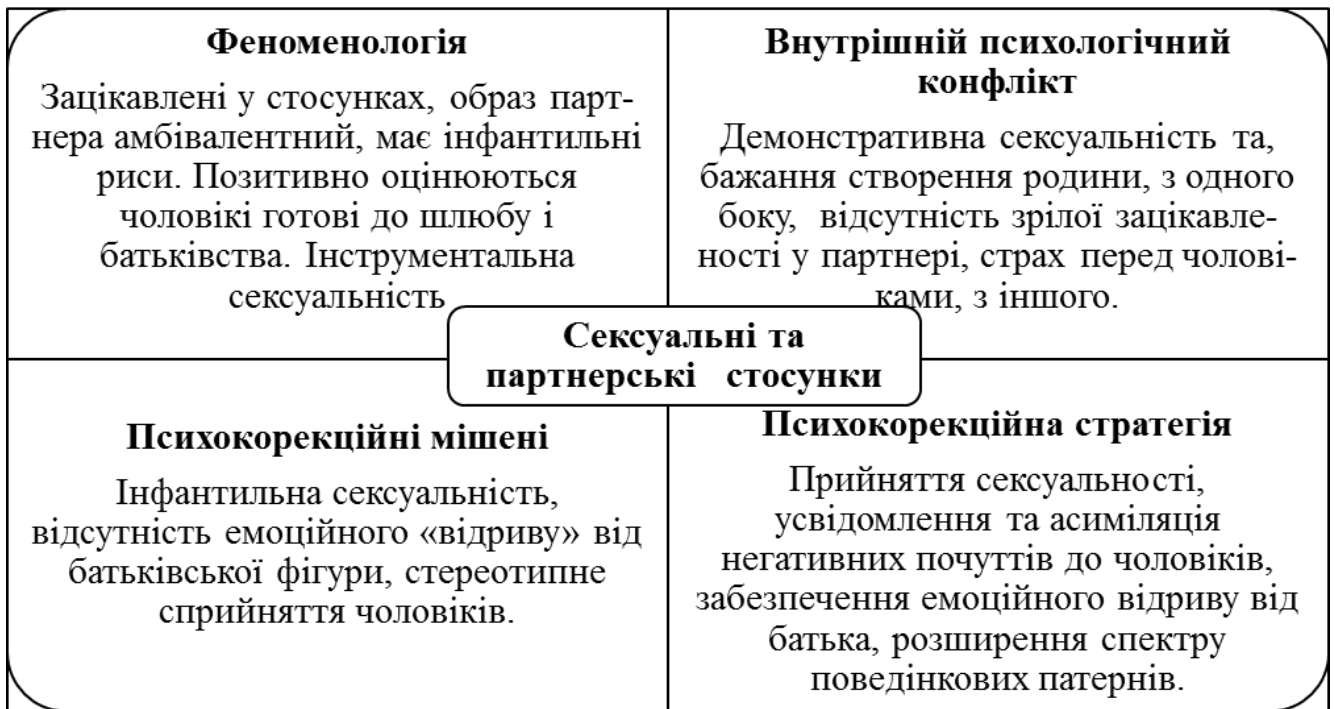 Феноменологія
Зацікавлені у стосунках, образ парт-
нера амбівалентний, має інфантильні
риси. Позитивно оцінюються
чоловікі готові до шлюбу і
батьківства. Інструментальна
сексуальність
Внутрішній психологічний
конфлікт
Демонстративна сексуальність та,
бажання створення родини, з одного
боку, відсутність зрілої зацікавле-
ності у партнері, страх перед чолові-
ками, з іншого.
Сексуальні та
партнерські стосунки
Психокорекційні мішені
Інфантильна сексуальність,
відсутність емоційного «відриву» від
батьківської фігури, стереотипне
сприйняття чоловіків.
Психокорекційна стратегія
Прийняття сексуальності,
усвідомлення та асиміляція
негативних почуттів до чоловіків,
забезпечення емоційного відриву від
батька, розширення спектру
поведінкових патернів.